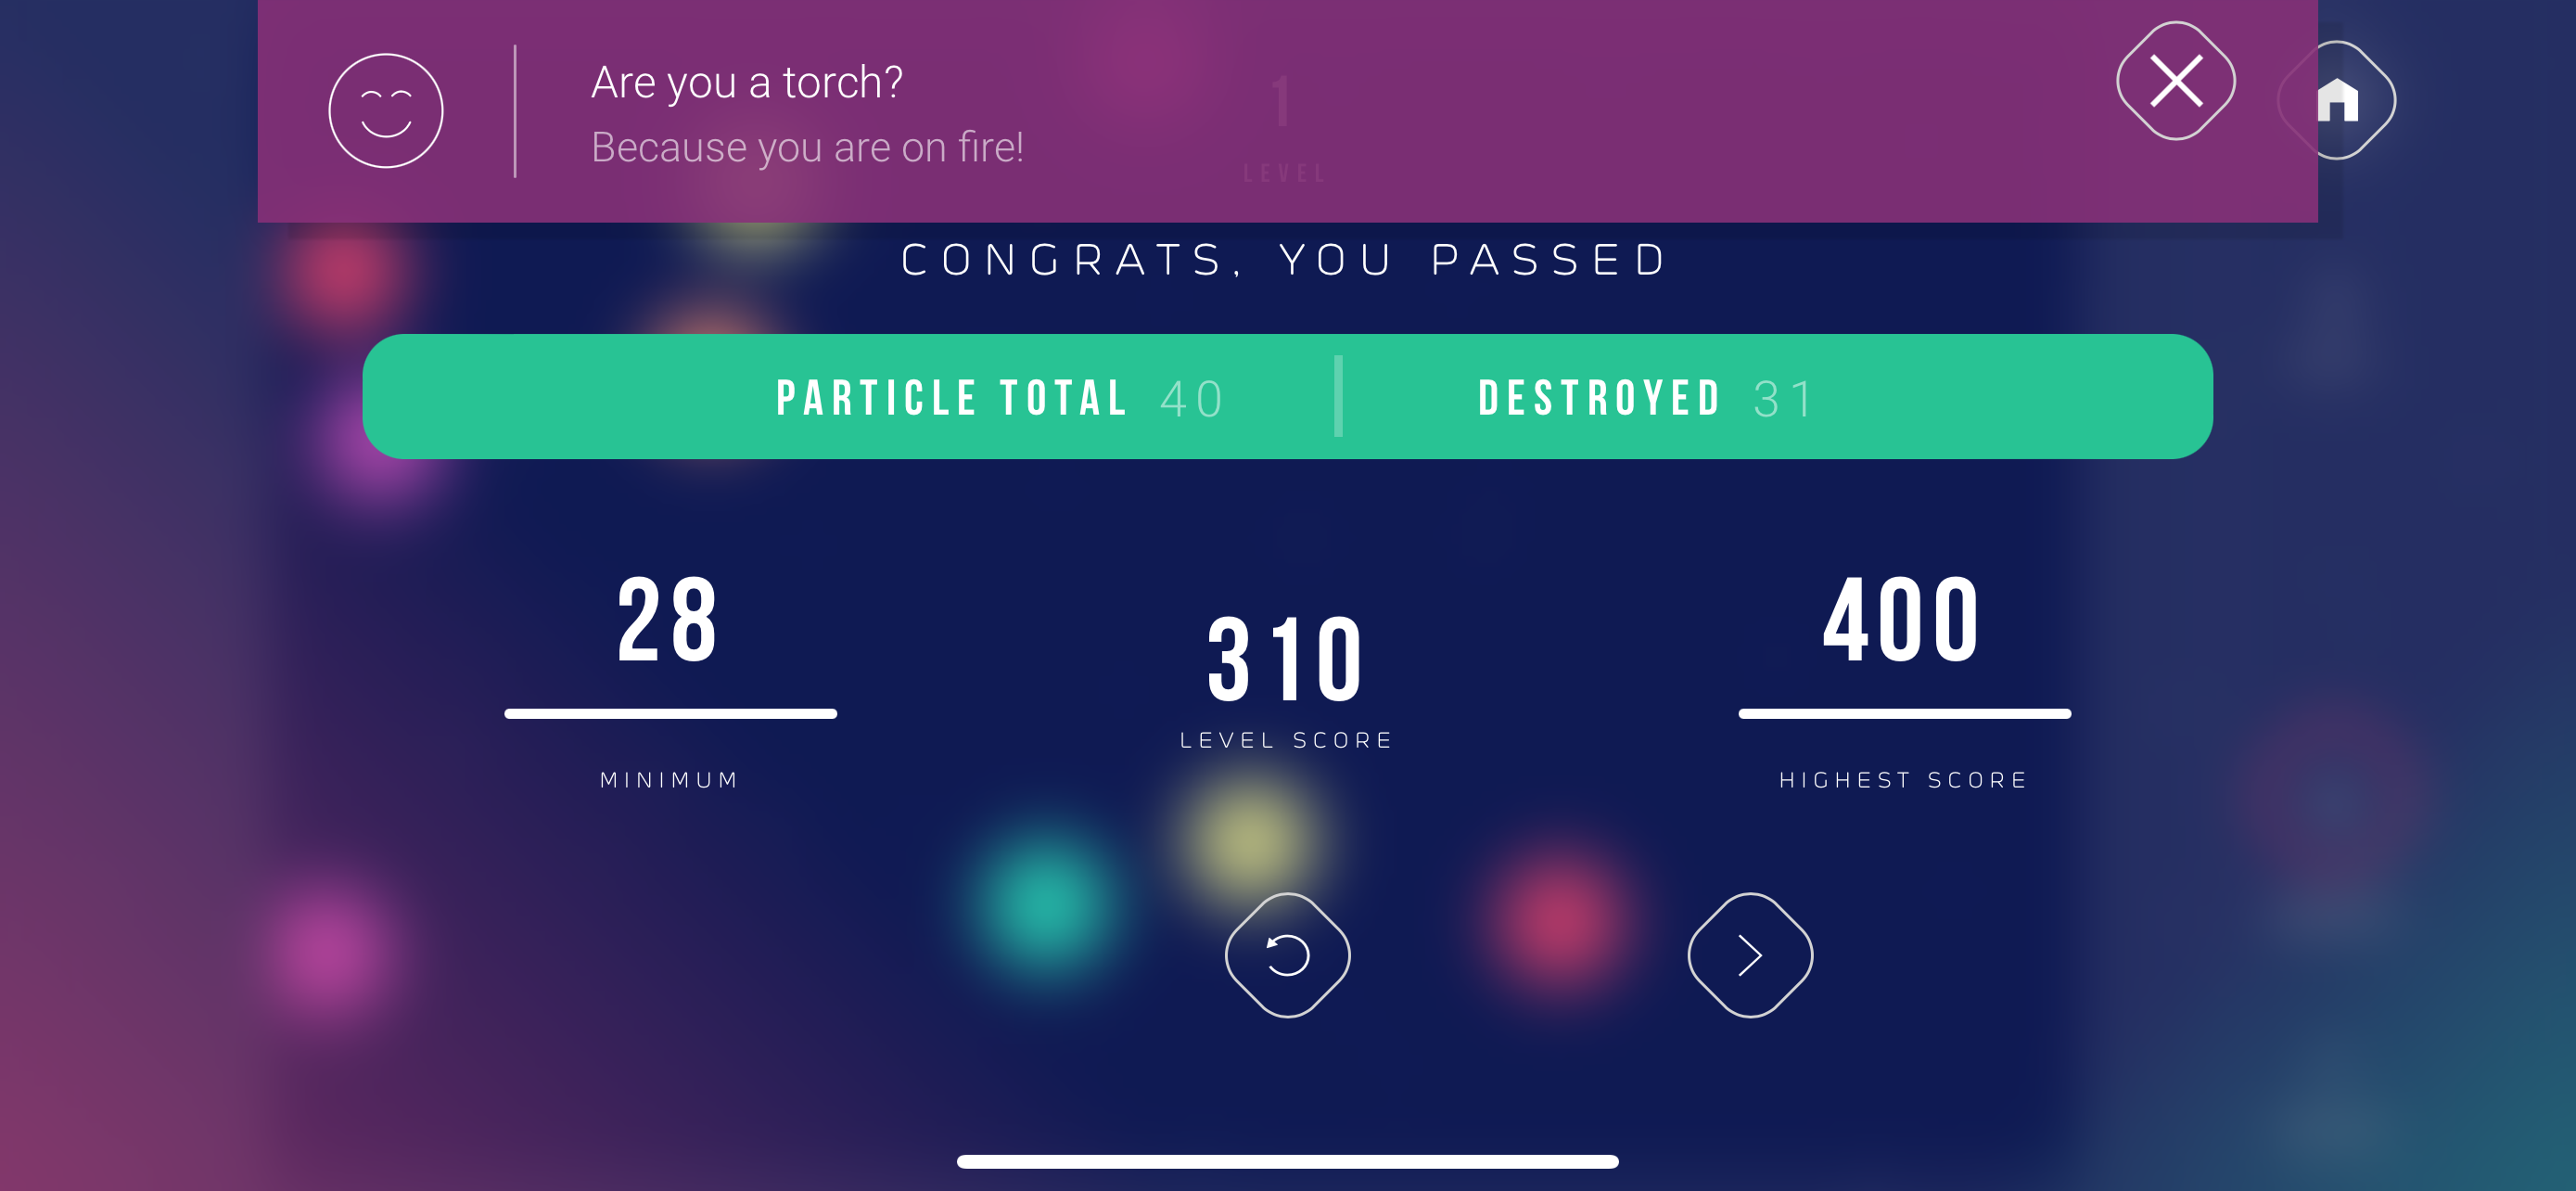 Are you a torch?
Because you are on fire!
1
LEVEL
CONGRATS, YOU PASSED
PARTICLE TOTAL 40
DESTROYED 31
28
MINIMUM
310
LEVEL SCORE
400
HIGHEST SCORE